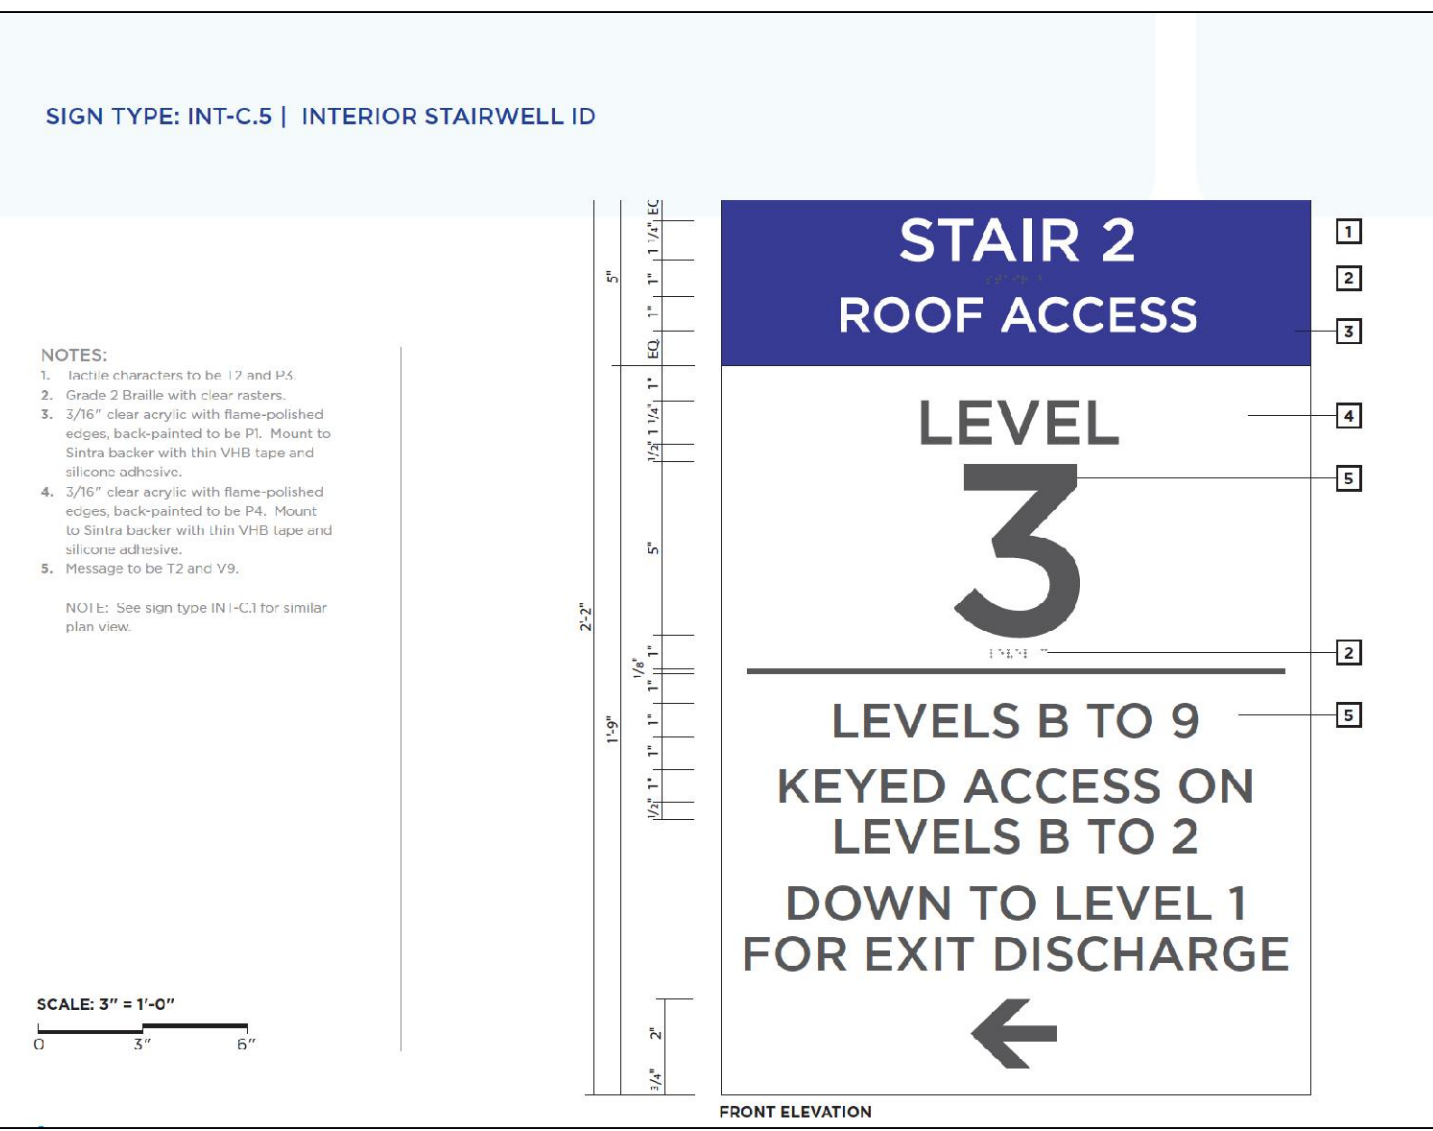 SIGN TYPE: INT-C.5 | INTERIOR STAIRWELL ID
NOTES:
1. Tactile characters to be T2 and P3.
2. Grade 2 Braille with clear rasters.
3. 3/16" clear acrylic with flame-polished
edges, back-painted to be P1. Mount to
Sintra backer with thin VHB tape and
silicone adhesive.
4. 3/16" clear acrylic with flame-polished
edges, back-painted to be P4. Mount
to Sintra backer with thin VHB tape and
silicone adhesive.
5. Message to be T2 and V9.
NOTE: See sign type INT-C.1 for similar
plan view.
SCALE: 3" = 1'-0"
0 3" 6"
2'-2"
5"
1'-9"
EQ
1 1/4"
1"
1"
EQ.
1"
1 1/4"
1/2"
5"
1"
1/8"
1"
1"
1"
1"
1/2"
2"
3/4"
STAIR 2
ROOF ACCESS
LEVEL
3
LEVELS B TO 9
KEYED ACCESS ON
LEVELS B TO 2
DOWN TO LEVEL 1
FOR EXIT DISCHARGE
1
2
3
4
5
2
5
FRONT ELEVATION